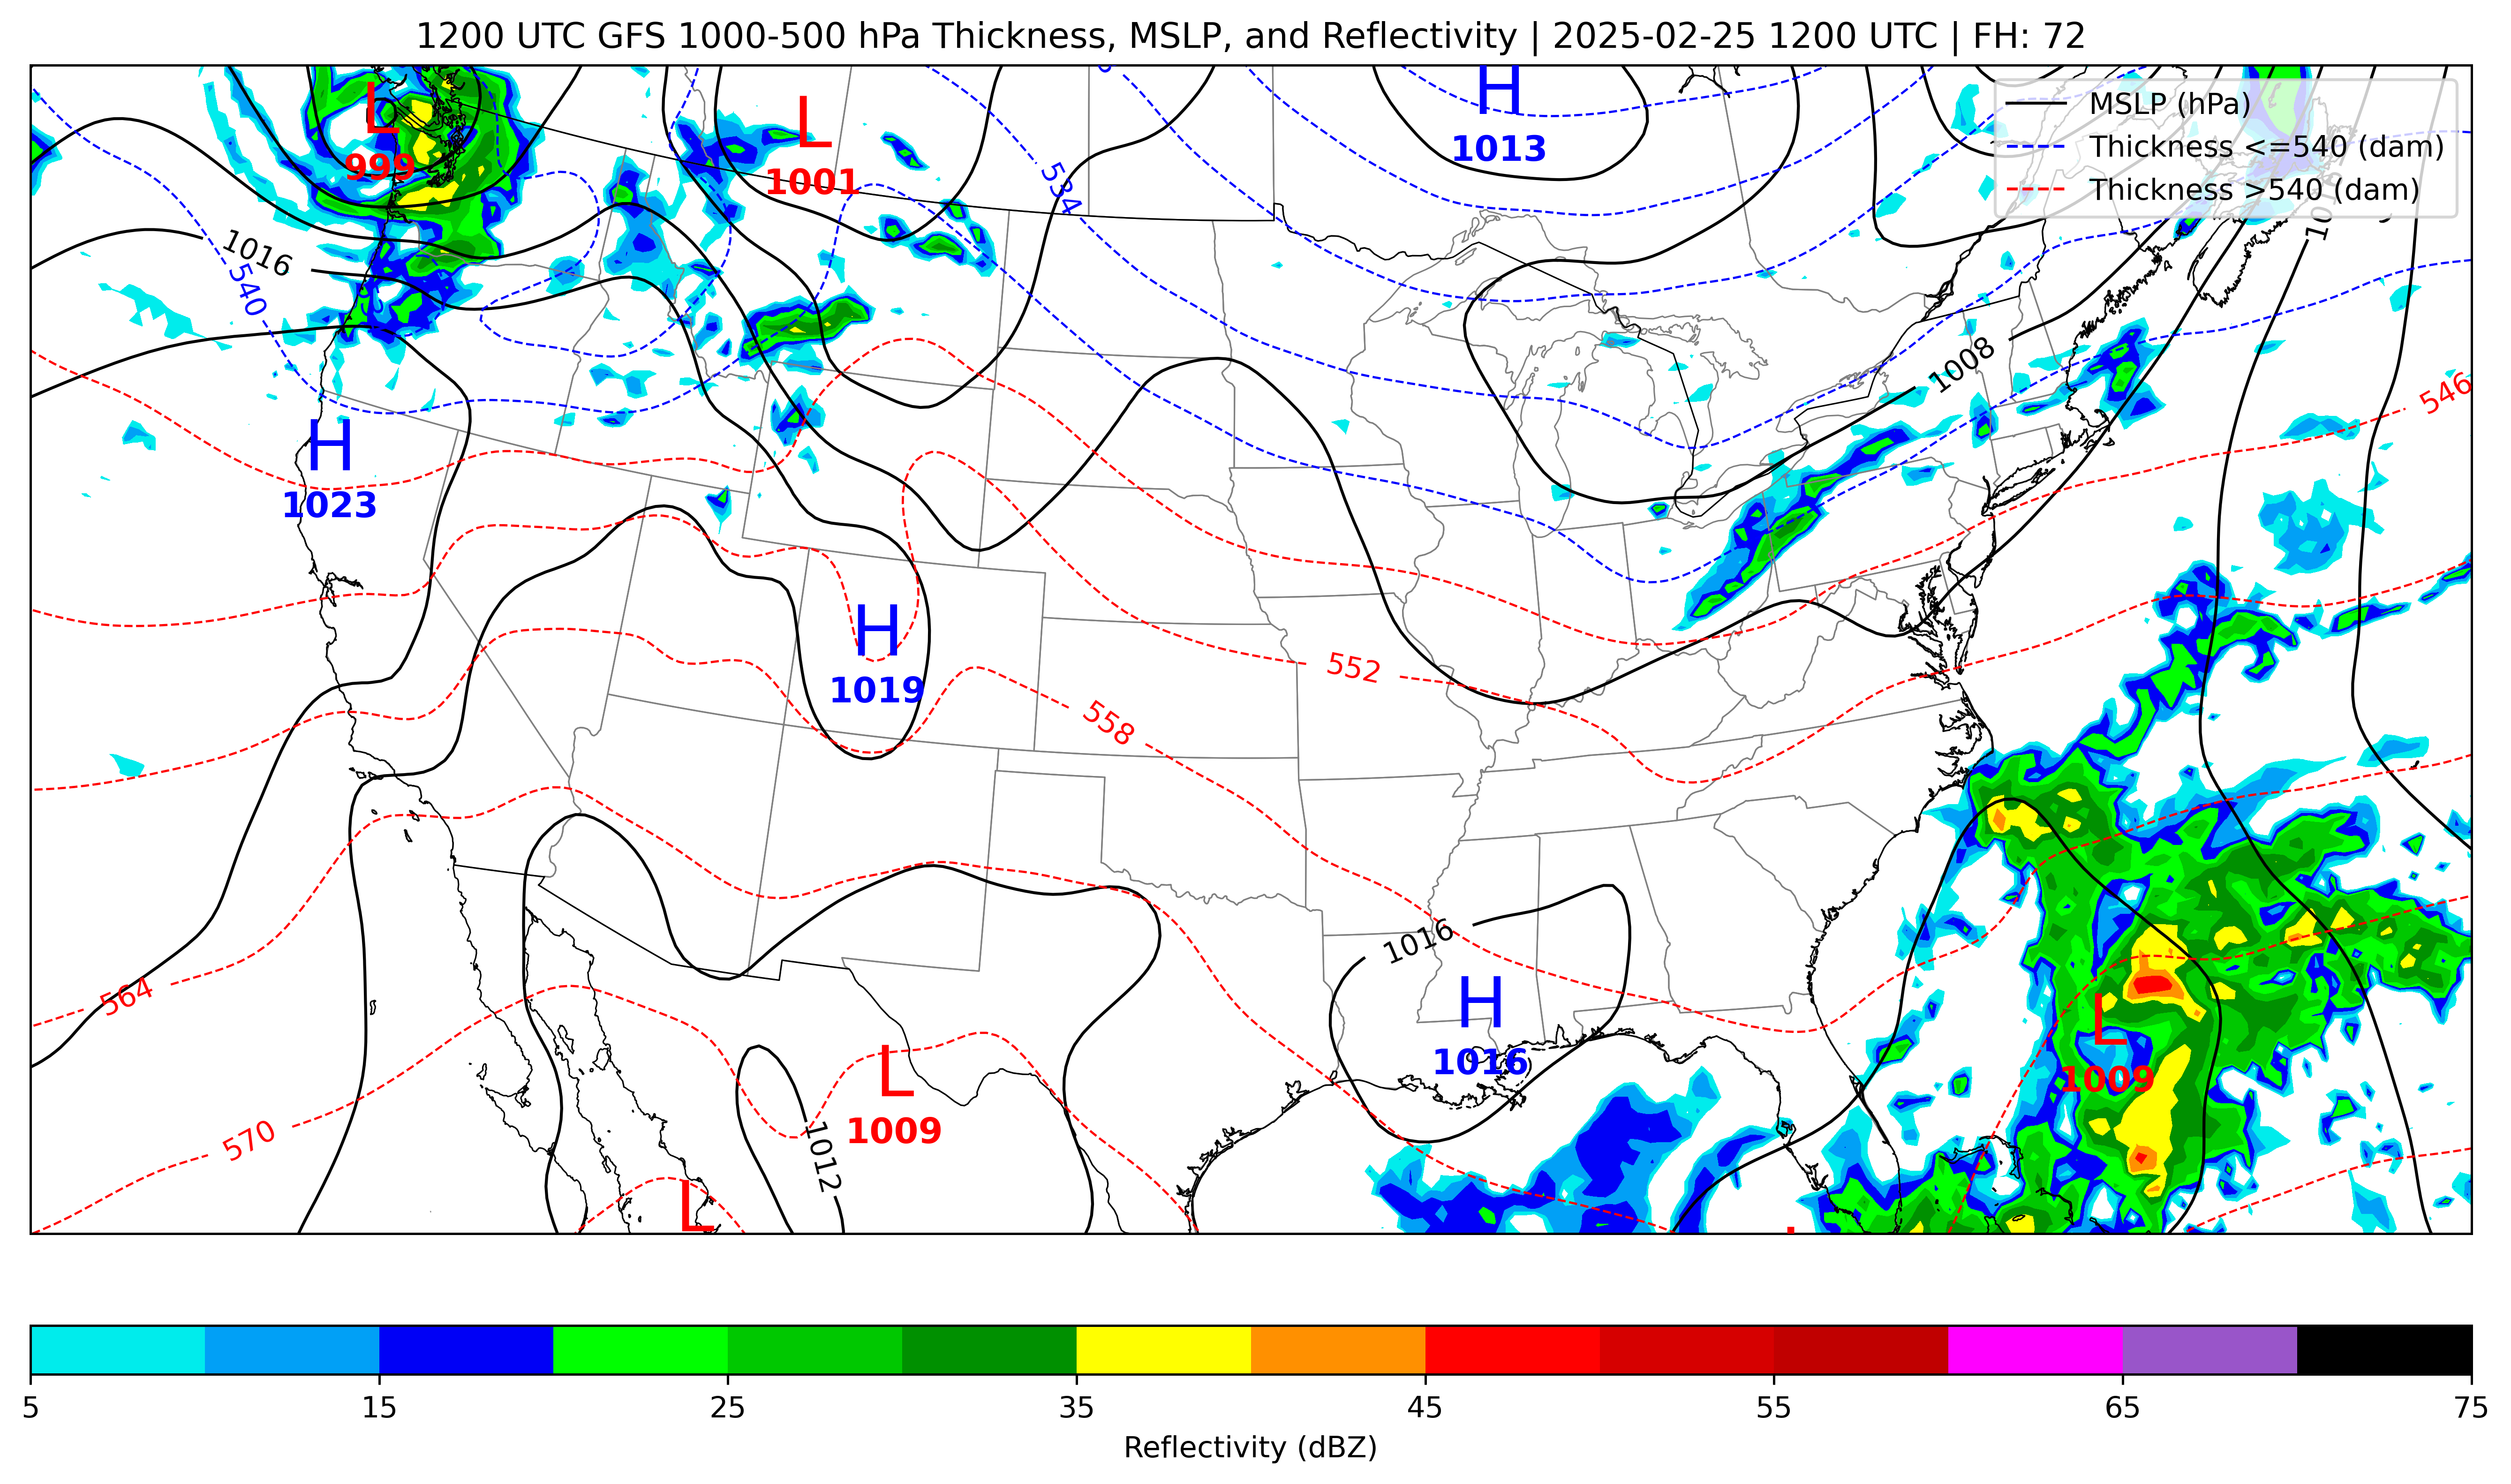 1200 UTC GFS 1000-500 hPa Thickness, MSLP, and Reflectivity | 2025-02-25 1200 UTC | FH: 72
MSLP (hPa)
Thickness <=540 (dam)
Thickness >540 (dam)
L
999
L
1001
H
1013
534
1016
540
1008
546
H
1023
H
1019
552
558
1016
564
H
1016
L
1009
L
1009
570
1012
L
5
15
25
35
45
55
65
75
Reflectivity (dBZ)